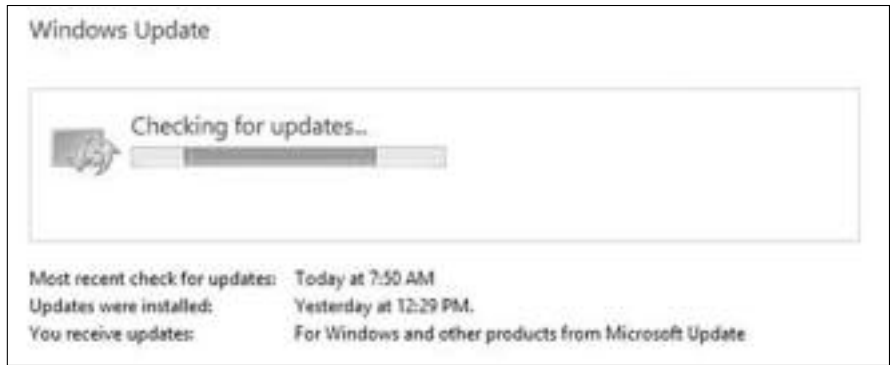 Windows Update
Checking for updates...
Most recent check for updates: Today at 7:50 AM
Updates were installed: Yesterday at 12:29 PM.
You receive updates: For Windows and other products from Microsoft Update